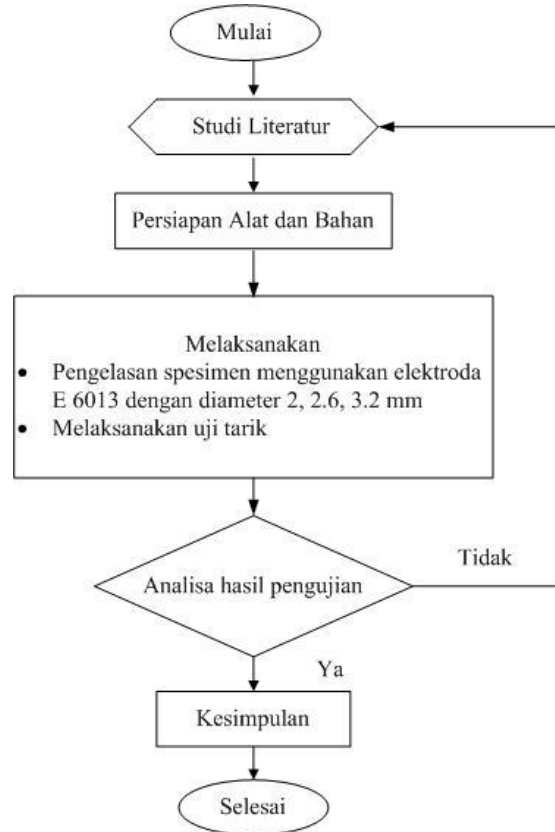 Mulai
Studi Literatur
Persiapan Alat dan Bahan
Melaksanakan
• Pengelasan spesimen menggunakan elektroda
E 6013 dengan diameter 2, 2.6, 3.2 mm
• Melaksanakan uji tarik
Analisa hasil pengujian
Tidak
Ya
Kesimpulan
Selesai